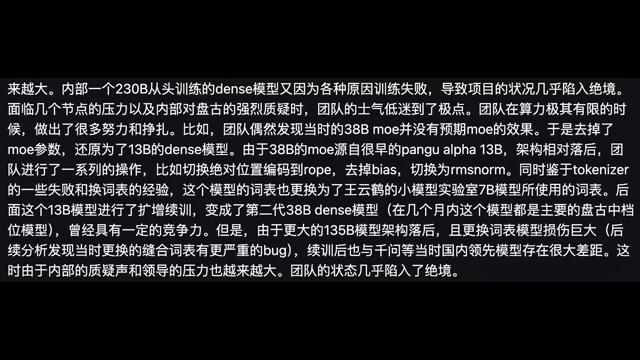 来越大。内部一个230B从头训练的dense模型又因为各种原因训练失败，导致项目的状况几乎陷入绝境。
面临几个节点的压力以及内部对盘古的强烈质疑时，团队的士气低迷到了极点。团队在算力极其有限的时
候，做出了很多努力和挣扎。比如，团队偶然发现当时的38B moe并没有预期moe的效果。于是去掉了
moe参数，还原为了13B的dense模型。由于38B的moe源自很早的pangu alpha 13B，架构相对落后，团
队进行了一系列的操作，比如切换绝对位置编码到rope，去掉bias，切换为rmsnorm。同时鉴于tokenizer
的一些失败和换词表的经验，这个模型的词表也更换为了王云鹤的小模型实验室7B模型所使用的词表。后
面这个13B模型进行了扩增续训，变成了第二代38B dense模型（在几个月内这个模型都是主要的盘古中档
位模型），曾经具有一定的竞争力。但是，由于更大的135B模型架构落后，且更换词表模型损伤巨大（后
续分析发现当时更换的缝合词表有更严重的bug），续训后也与千问等当时国内领先模型存在很大差距。这
时由于内部的质疑声和领导的压力也越来越大。团队的状态几乎陷入了绝境。